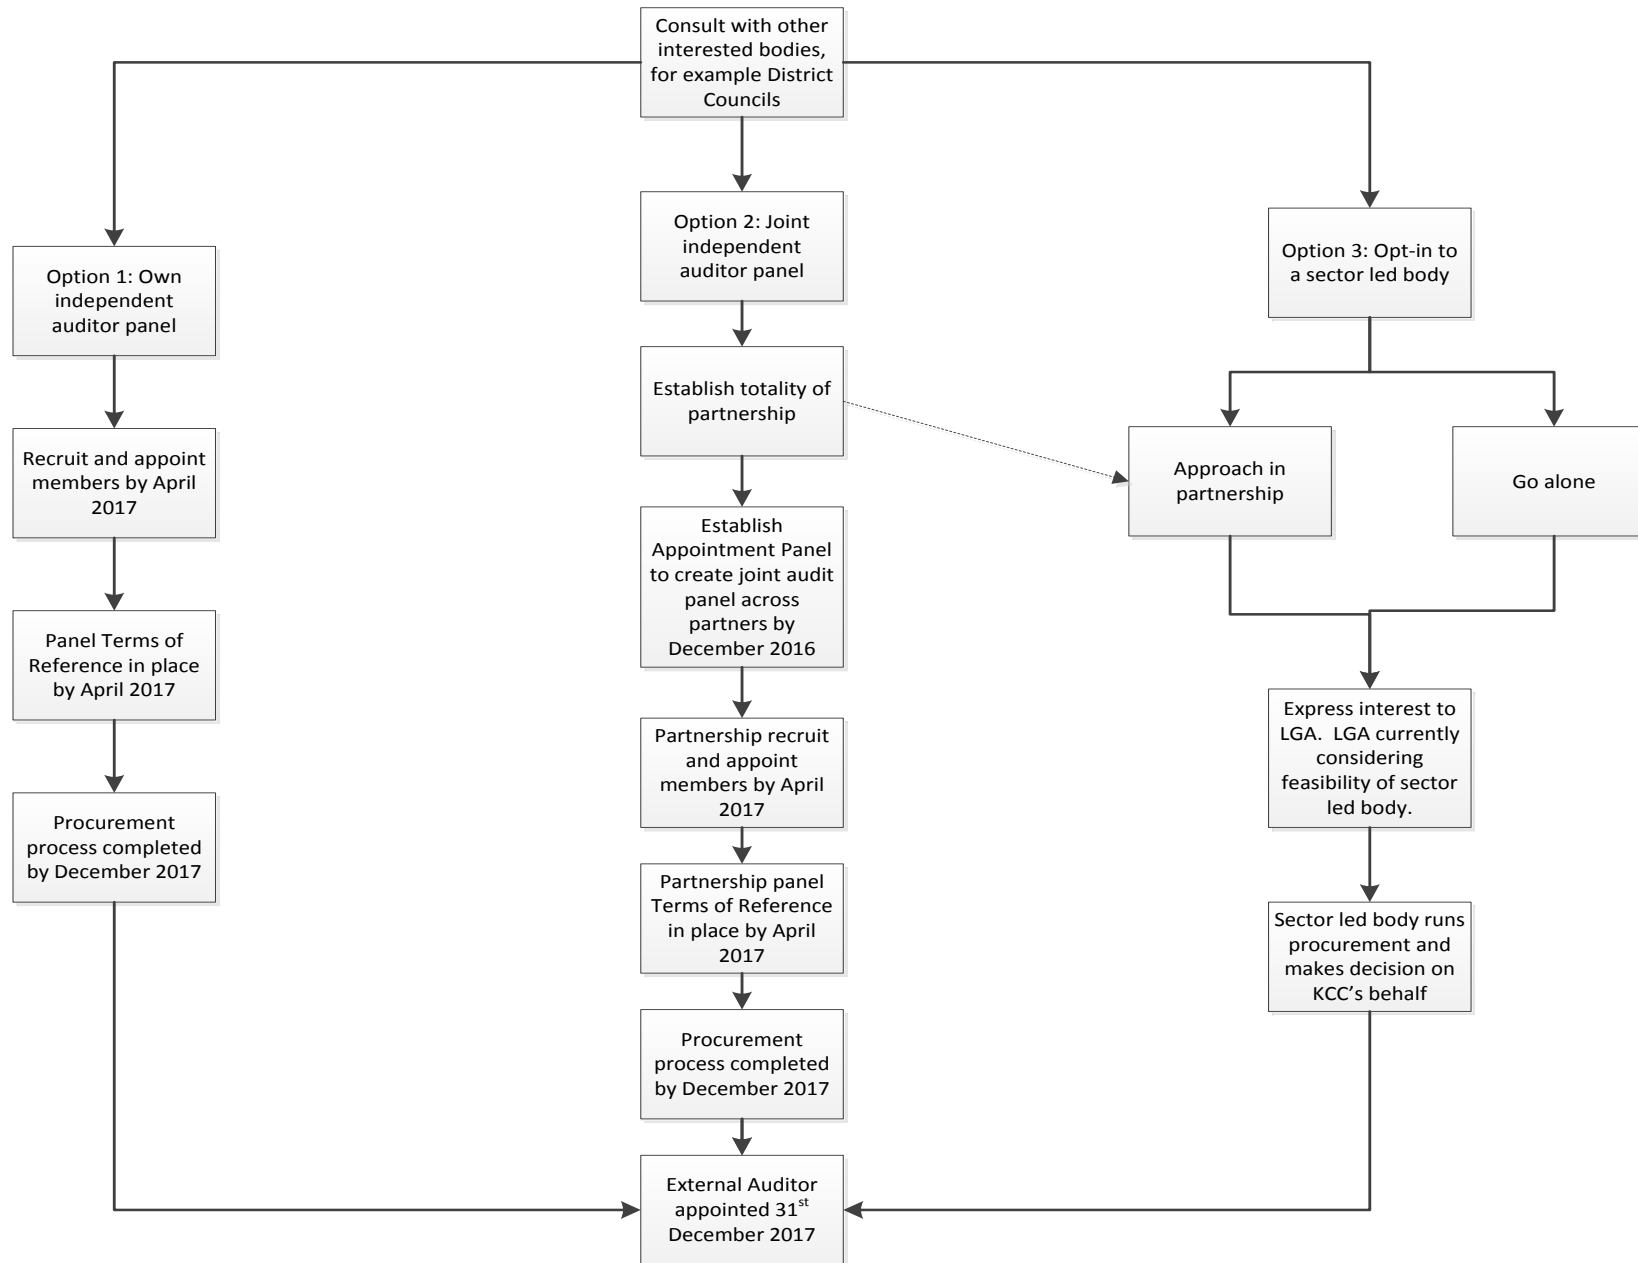 Consult with other
interested bodies,
for example District
Councils
Option 1: Own
independent
auditor panel
Recruit and appoint
members by April
2017
Panel Terms of
Reference in place
by April 2017
Procurement
process completed
by December 2017
Option 2: Joint
independent
auditor panel
Establish totality of
partnership
Establish
Appointment Panel
to create joint audit
panel across
partners by
December 2016
Partnership recruit
and appoint
members by April
2017
Partnership panel
Terms of Reference
in place by April
2017
Procurement
process completed
by December 2017
Option 3: Opt-in to
a sector led body
Approach in
partnership
Go alone
Express interest to
LGA.  LGA currently
considering
feasibility of sector
led body.
Sector led body runs
procurement and
makes decision on
KCC’s behalf
External Auditor
appointed 31st
December 2017